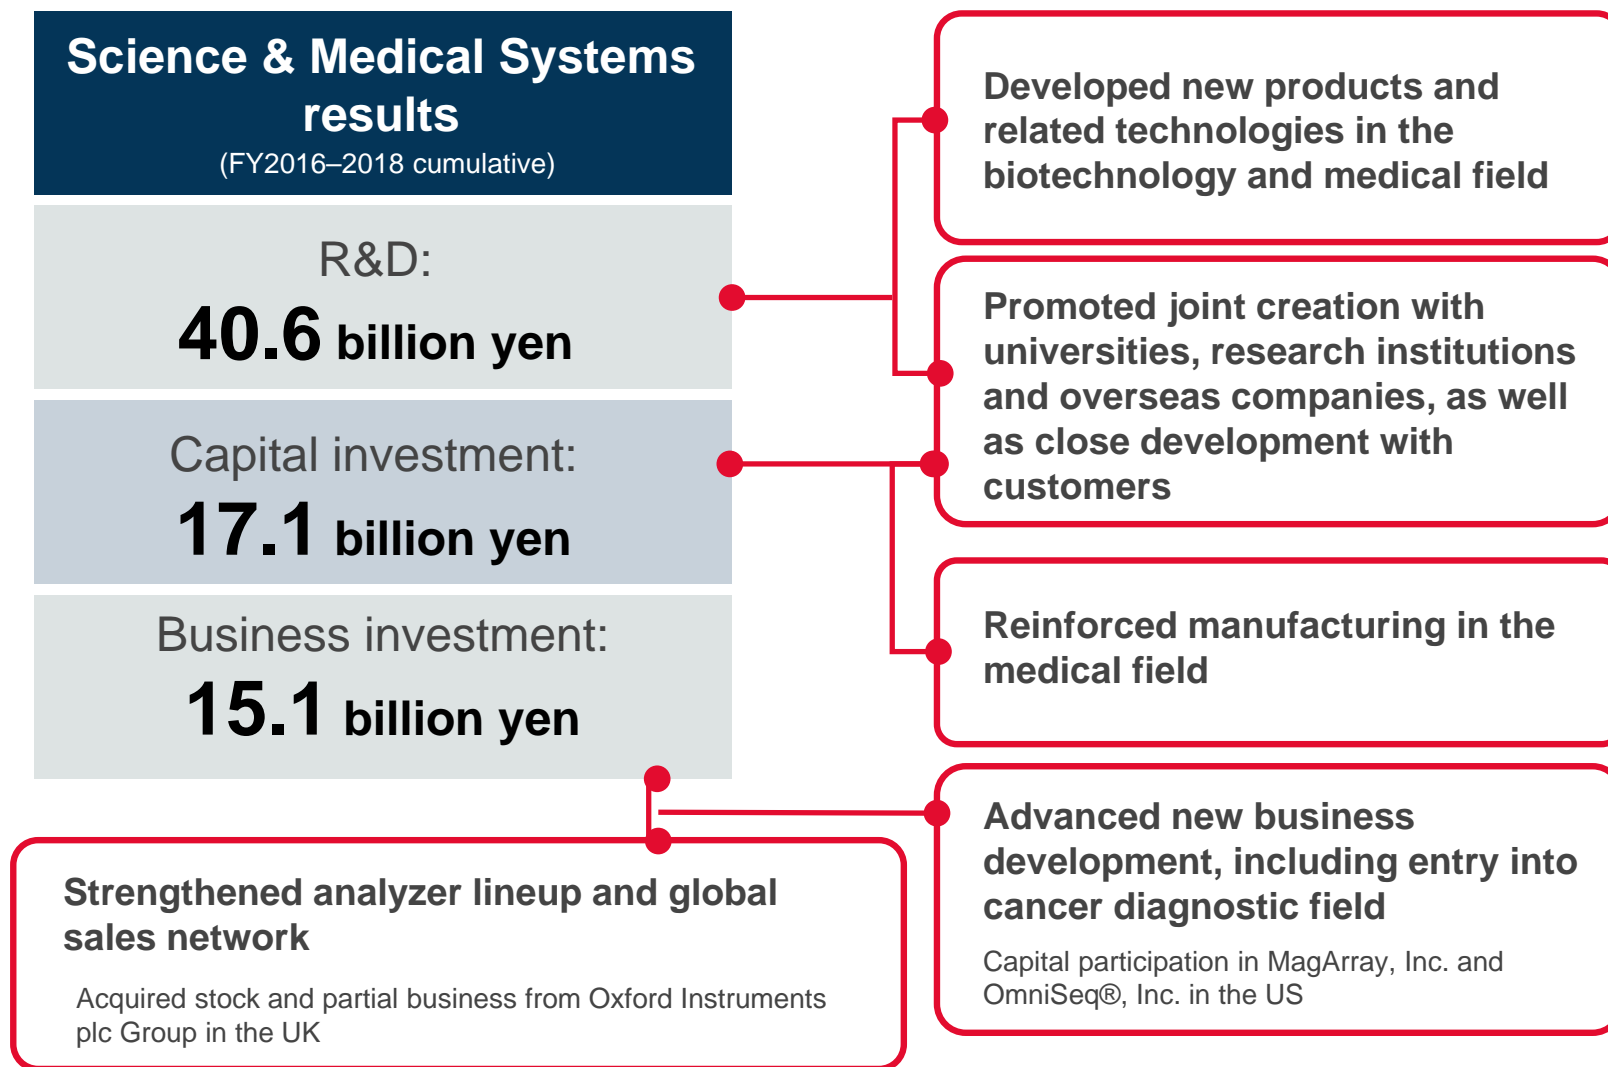 Science & Medical Systems
results
(FY2016–2018 cumulative)
R&D:
40.6 billion yen
Capital investment:
17.1 billion yen
Business investment:
15.1 billion yen
Developed new products and
related technologies in the
biotechnology and medical field
Promoted joint creation with
universities, research institutions
and overseas companies, as well
as close development with
customers
Reinforced manufacturing in the
medical field
Advanced new business
development, including entry into
cancer diagnostic field
Capital participation in MagArray, Inc. and
OmniSeq®, Inc. in the US
Strengthened analyzer lineup and global
sales network
Acquired stock and partial business from Oxford Instruments
plc Group in the UK